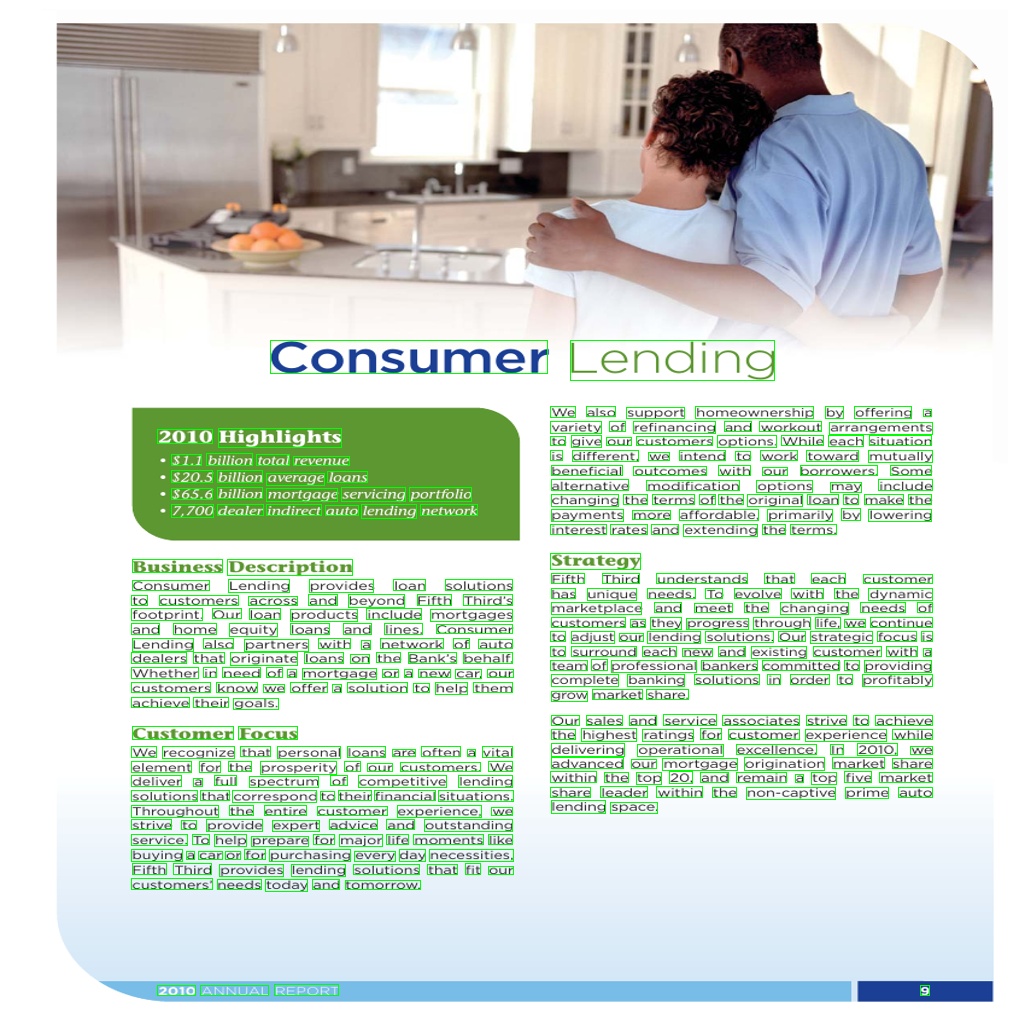 Consumer Lending
2010 Highlights
• $1.1 billion total revenue
• $20.5 billion average loans
• $65.6 billion mortgage servicing portfolio
• 7,700 dealer indirect auto lending network
Business Description
Consumer Lending provides loan solutions
to customers across and beyond Fifth Third's
footprint. Our loan products include mortgages
and home equity loans and lines. Consumer
Lending also partners with a network of auto
dealers that originate loans on the Bank's behalf.
Whether in need of a mortgage or a new car, our
customers know we offer a solution to help them
achieve their goals.
Customer Focus
We recognize that personal loans are often a vital
element for the prosperity of our customers. We
deliver a full spectrum of competitive lending
solutions that correspond to their financial situations.
Throughout the entire customer experience, we
strive to provide expert advice and outstanding
service. To help prepare for major life moments like
buying a car or for purchasing every day necessities,
Fifth Third provides lending solutions that fit our
customers' needs today and tomorrow.
We also support homeownership by offering a
variety of refinancing and workout arrangements
to give our customers options. While each situation
is different, we intend to work toward mutually
beneficial outcomes with our borrowers. Some
alternative modification options may include
changing the terms of the original loan to make the
payments more affordable, primarily by lowering
interest rates and extending the terms.
Strategy
Fifth Third understands that each customer
has unique needs. To evolve with the dynamic
marketplace and meet the changing needs of
customers as they progress through life, we continue
to adjust our lending solutions. Our strategic focus is
to surround each new and existing customer with a
team of professional bankers committed to providing
complete banking solutions in order to profitably
grow market share.
Our sales and service associates strive to achieve
the highest ratings for customer experience while
delivering operational excellence. In 2010, we
advanced our mortgage origination market share
within the top 20, and remain a top five market
share leader within the non-captive prime auto
lending space.
2010 ANNUAL REPORT
9